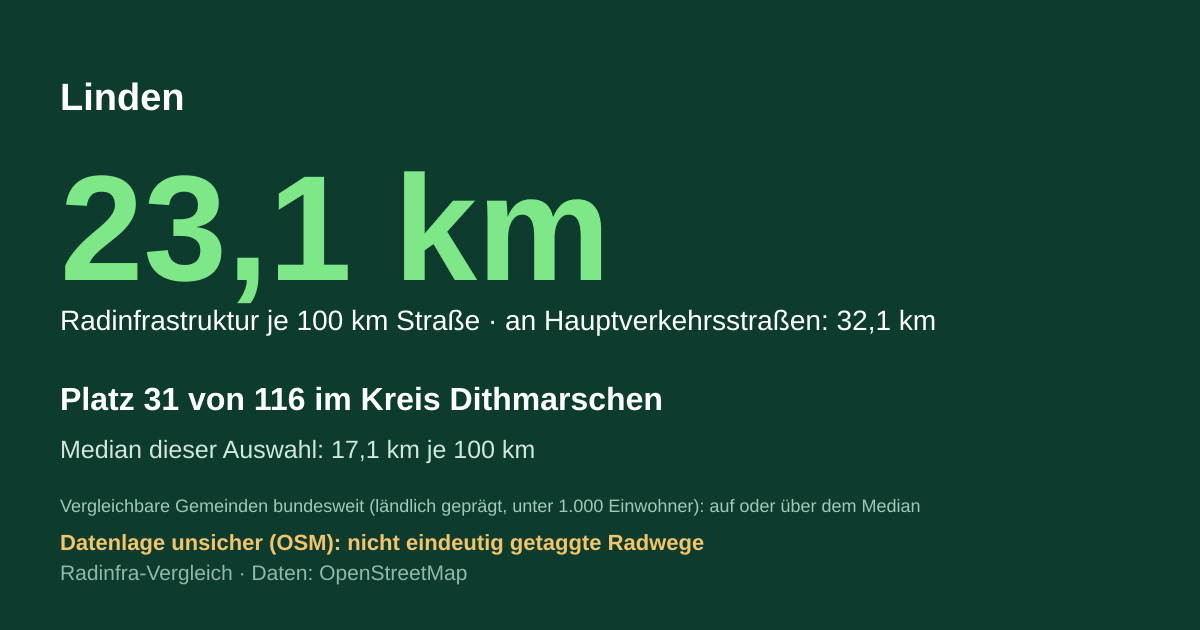 Linden
23,1 km
Radinfrastruktur je 100 km Straße · an Hauptverkehrsstraßen: 32,1 km
Platz 31 von 116 im Kreis Dithmarschen
Median dieser Auswahl: 17,1 km je 100 km
Vergleichbare Gemeinden bundesweit (ländlich geprägt, unter 1.000 Einwohner): auf oder über dem Median
Datenlage unsicher (OSM): nicht eindeutig getaggte Radwege
Radinfra-Vergleich · Daten: OpenStreetMap